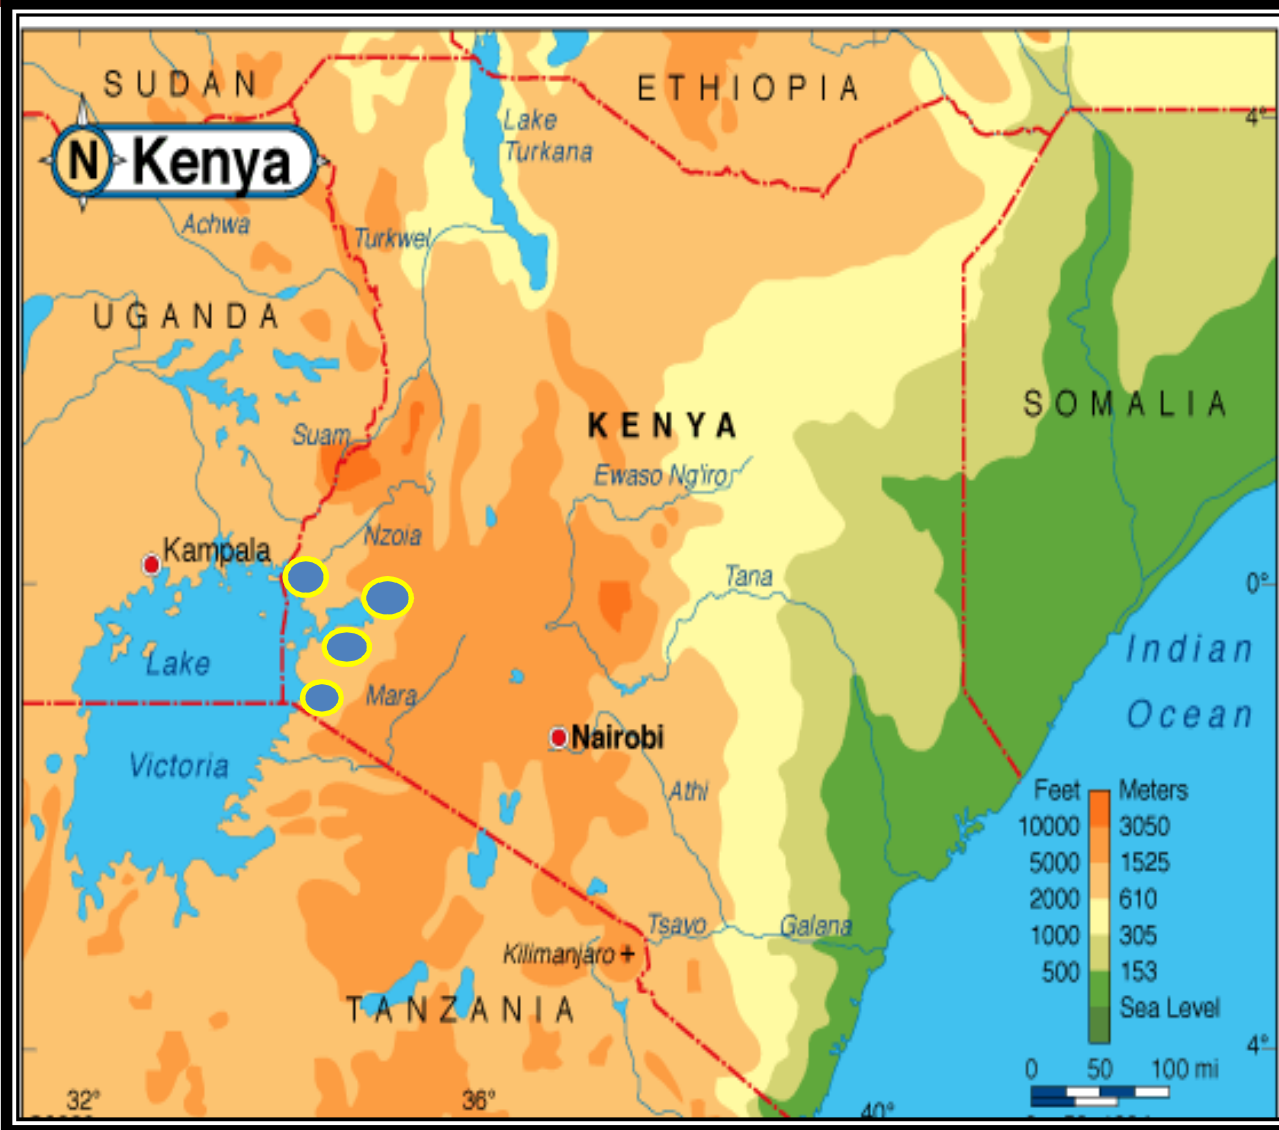 SUDAN
ETHIOPIA
Lake
Turkana
4°
N Kenya
Achwa
Turkwel
UGANDA
SOMALIA
KENYA
Suam
Ewaso Ng'iro
Nzoia
Kampala
Tana
0°
Lake
Indian
Mara
Ocean
Nairobi
Victoria
Athi
Feet Meters
10000 3050
5000 1525
2000 610
1000 305
500 153
Sea Level
Tsavo
Galana
Kilimanjaro +
TANZANIA
4°
0 50 100 mi
32°
36°
40°